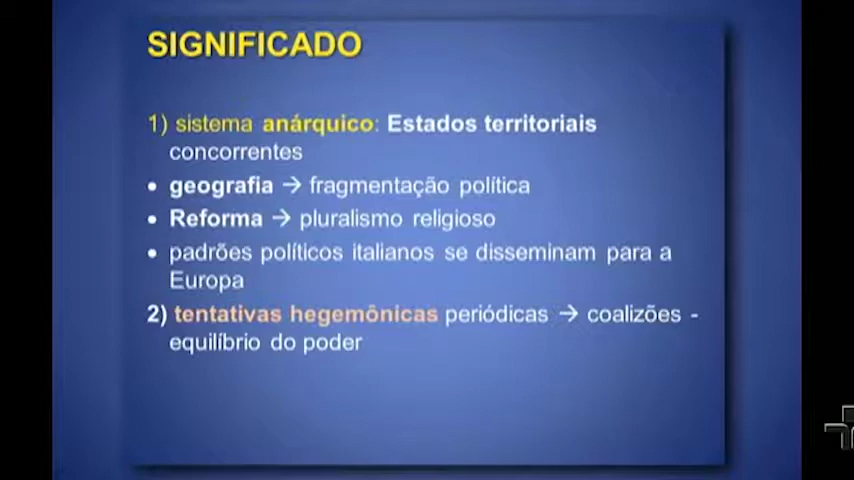 SIGNIFICADO
1) sistema anárquico: Estados territoriais
concorrentes
• geografia → fragmentação política
• Reforma → pluralismo religioso
• padrões políticos italianos se disseminam para a
Europa
2) tentativas hegemônicas periódicas → coalizões -
equilíbrio do poder